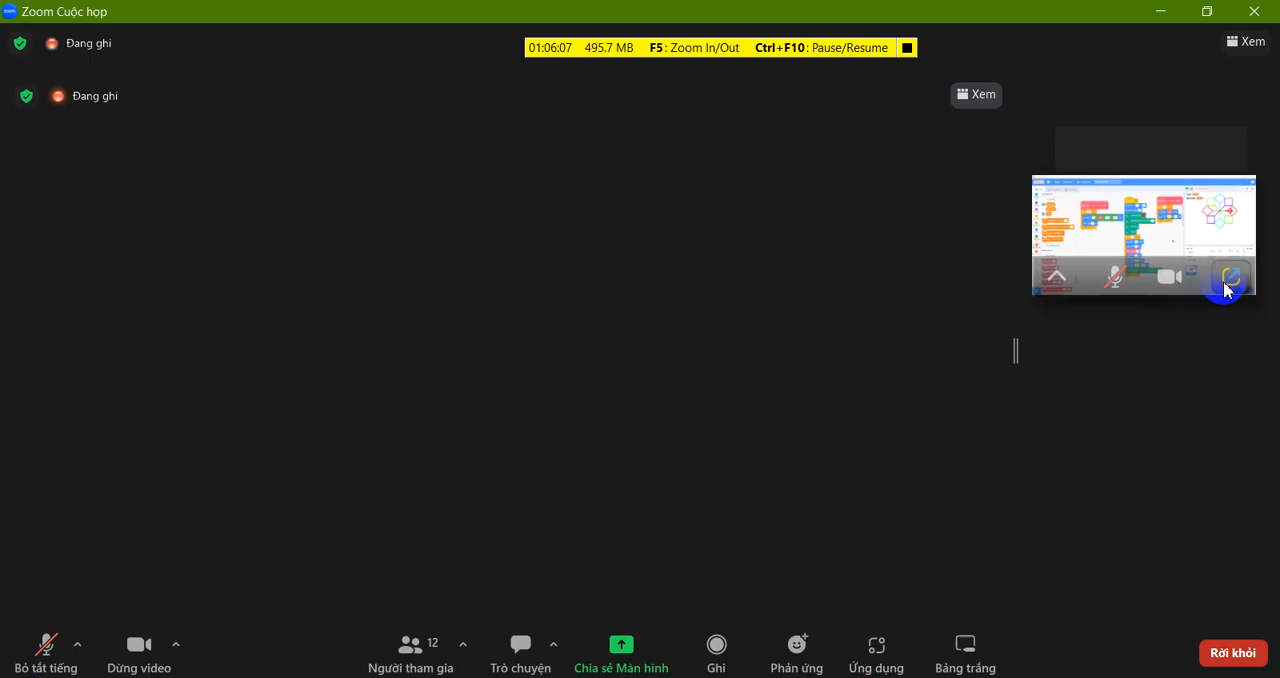 zoom Zoom Cuộc họp
Đang ghi
01:06:07 495.7 MB F5: Zoom In/Out Ctrl+F10: Pause/Resume
Xem
Đang ghi
Xem
12
Bỏ tắt tiếng
Dừng video
Người tham gia
Trò chuyện
Chia sẻ Màn hình
Ghi
Phản ứng
Ứng dụng
Bảng trắng
Rời khỏi